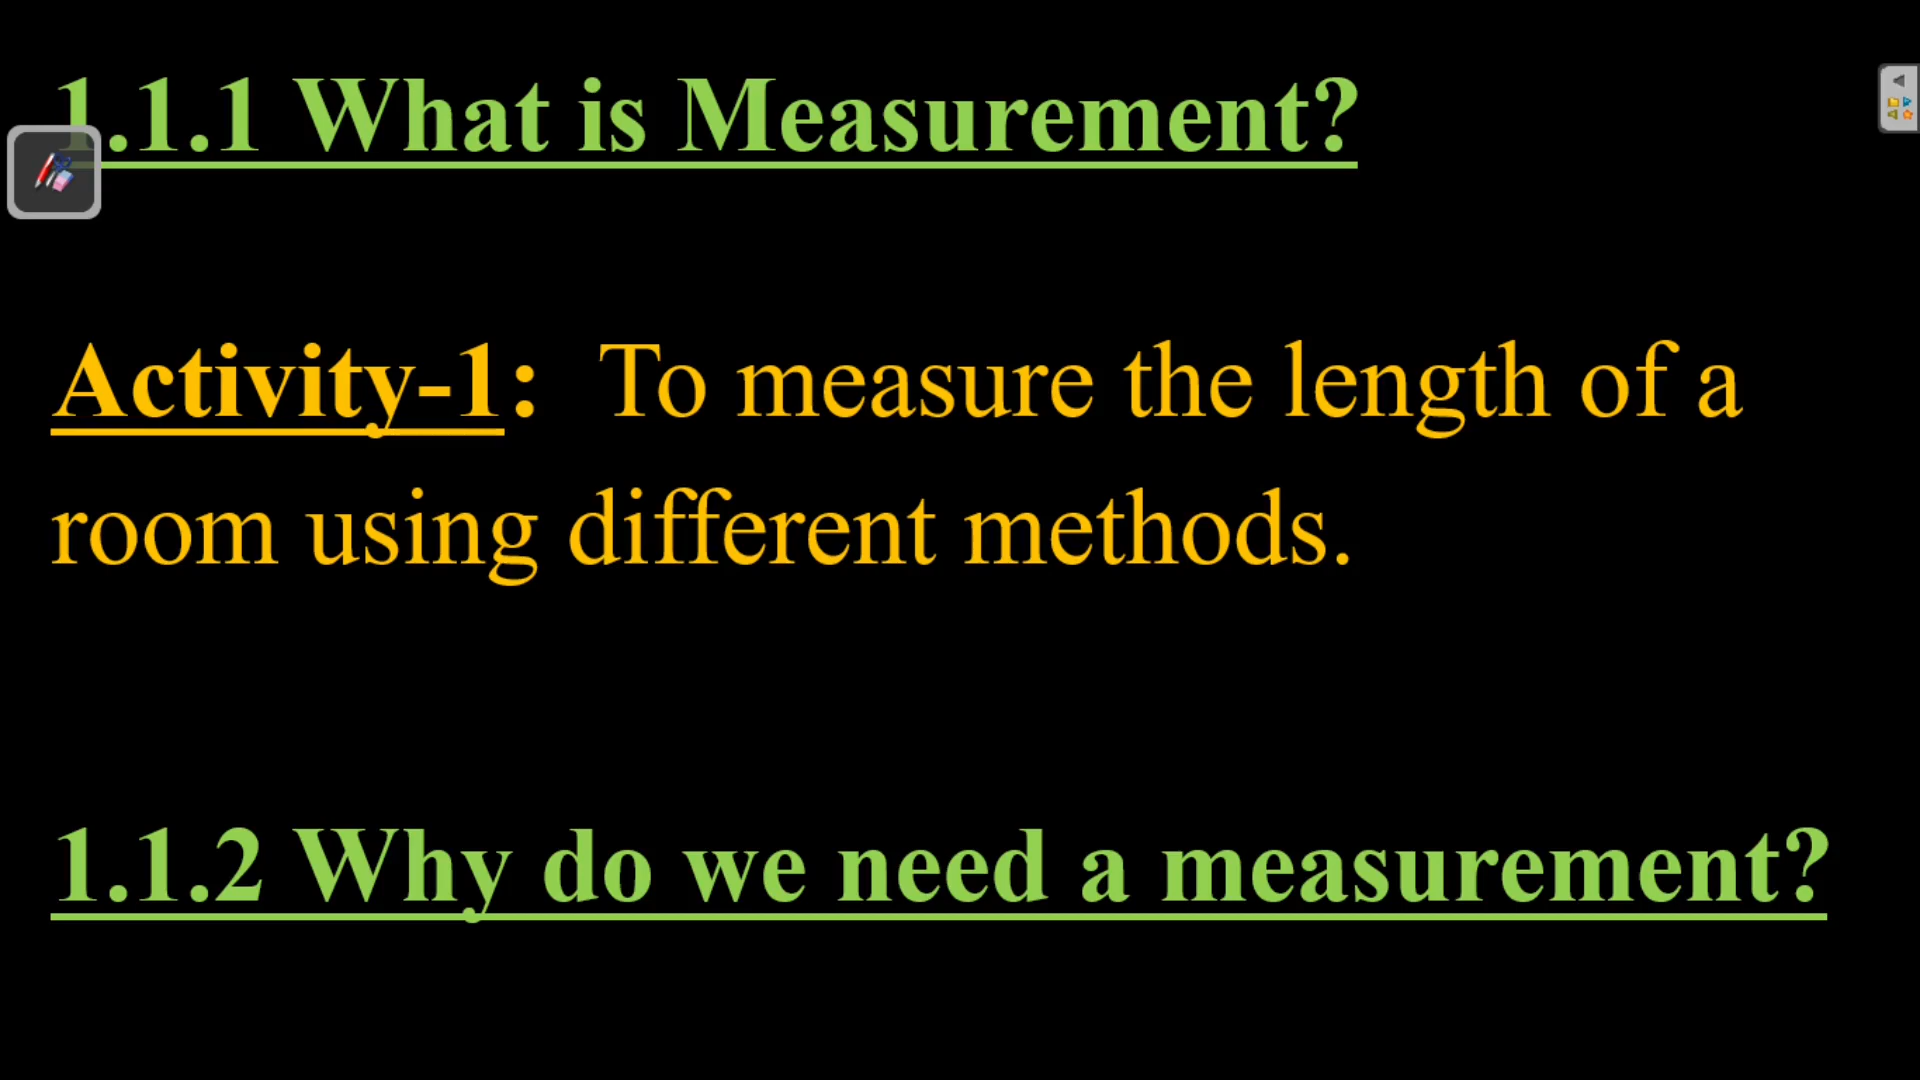 1.1.1 What is Measurement?
Activity-1: To measure the length of a
room using different methods.
1.1.2 Why do we need a measurement?